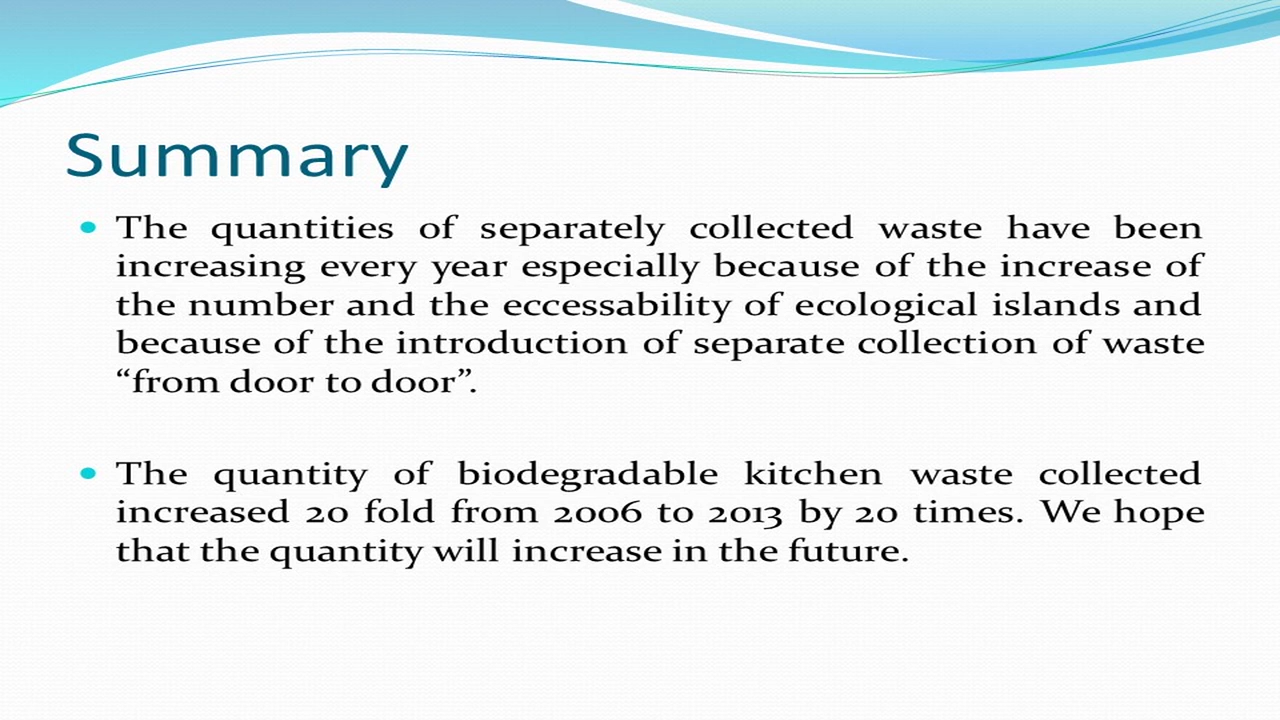 Summary
• The quantities of separately collected waste have been
increasing every year especially because of the increase of
the number and the eccessability of ecological islands and
because of the introduction of separate collection of waste
“from door to door”.
• The quantity of biodegradable kitchen waste collected
increased 20 fold from 2006 to 2013 by 20 times. We hope
that the quantity will increase in the future.